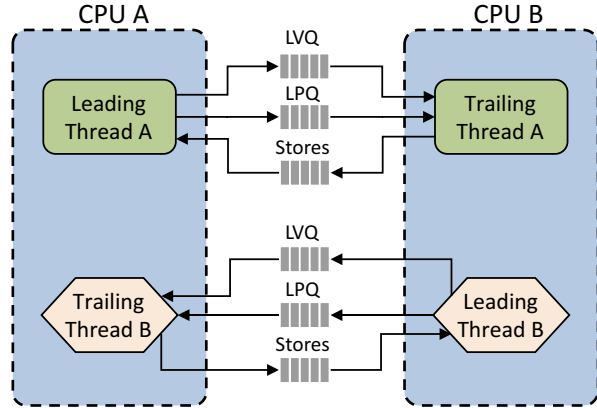 CPU A
CPU B
LVQ
Leading
Thread A
LPQ
Trailing
Thread A
Stores
LVQ
Trailing
Thread B
LPQ
Leading
Thread B
Stores